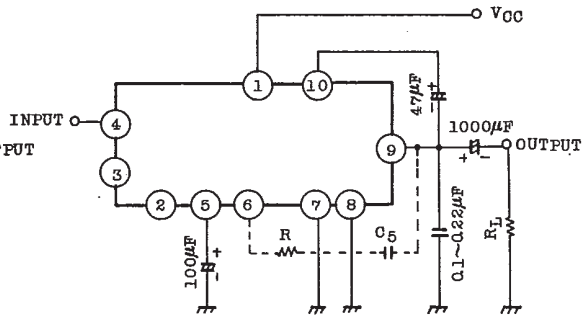 VCC
1 10
47µF
+
-
INPUT 4
1000µF
9
OUTPUT
PUT
+ -
3
2 5 6 7 8
R C5
0.1~0.22µF
RL
100µF
+
-